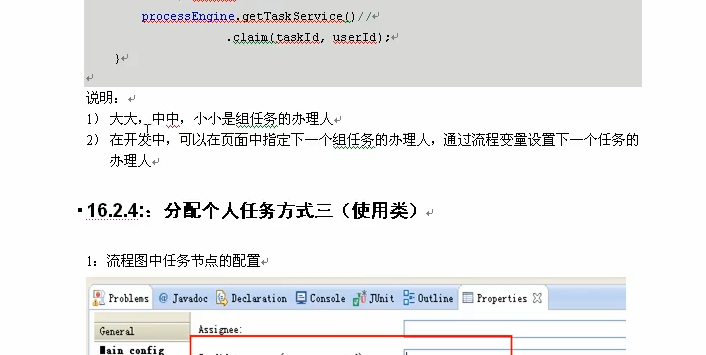 processEngine.getTaskService()//
.claim(taskId, userId);
}
说明：
1） 大大，中中，小小是组任务的办理人
2） 在开发中，可以在页面中指定下一个组任务的办理人，通过流程变量设置下一个任务的
办理人
16.2.4:：分配个人任务方式三（使用类）
1：流程图中任务节点的配置
Problems @ Javadoc Declaration Console JUnit Outline Properties
General Assignee:
Main config